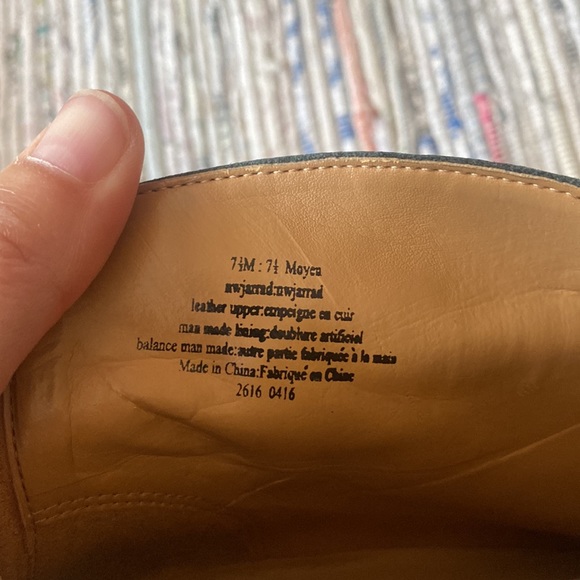 7½M : 7½ Moyen
nwjarrad:nwjarrad
leather upper:empeigne en cuir
man made lining:doublure artificiel
balance man made:autre partie fabriquée à la main
Made in China:Fabriqué en Chine
2616 0416